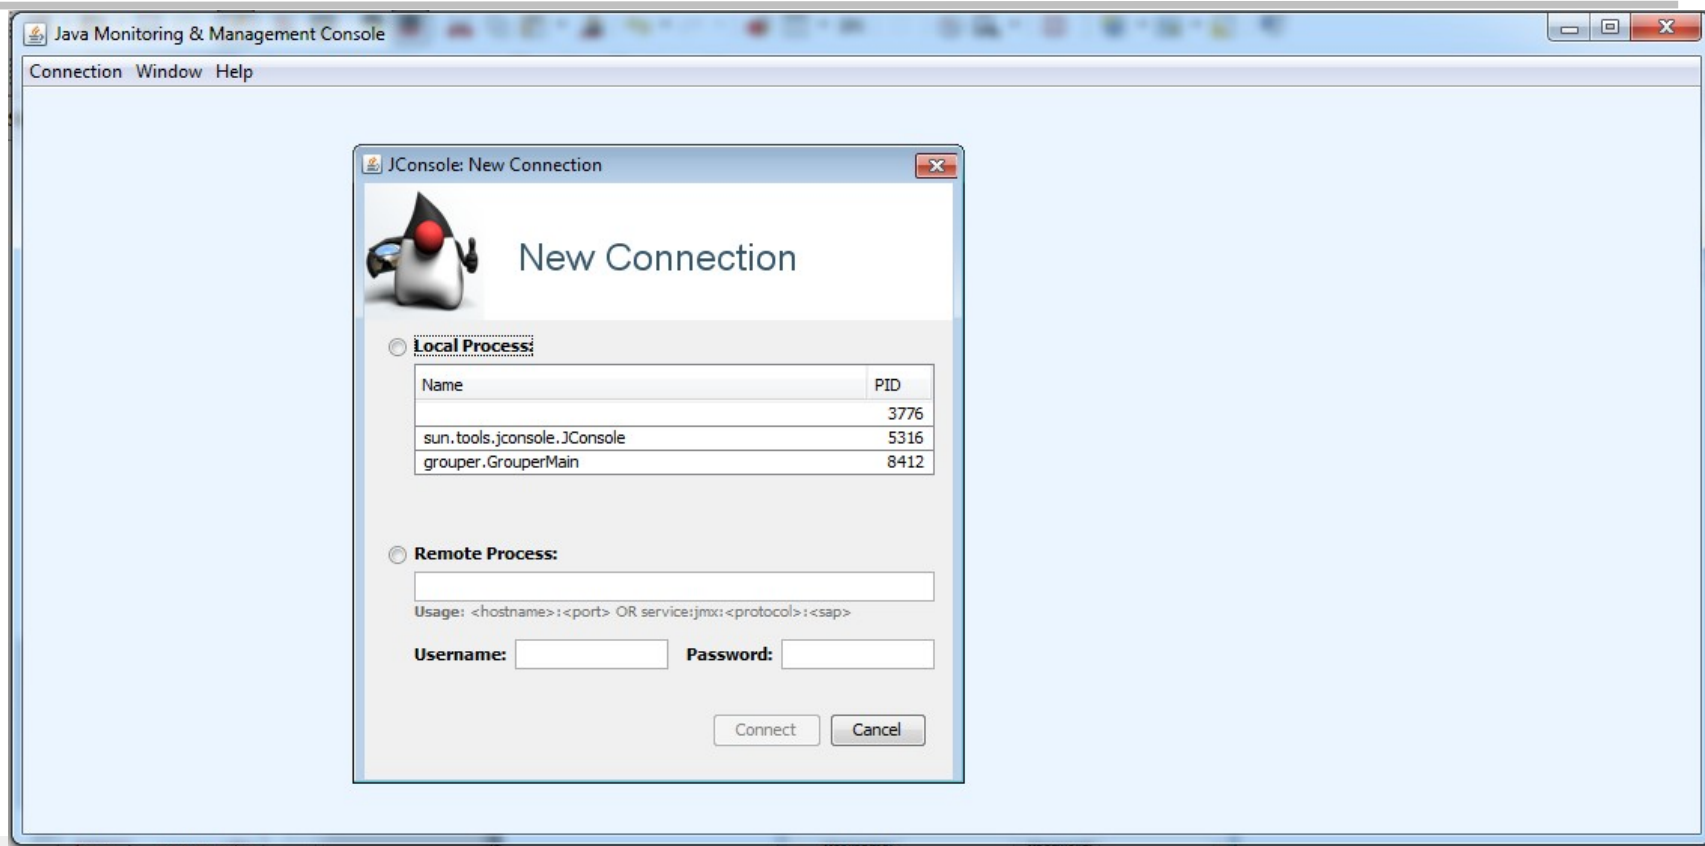 Java Monitoring & Management Console
Connection Window Help
JConsole: New Connection
New Connection
Local Process:
Name PID
3776
sun.tools.jconsole.JConsole 5316
grouper.GrouperMain 8412
Remote Process:
Usage: <hostname>:<port> OR service:jmx:<protocol>:<sap>
Username: Password:
Connect Cancel